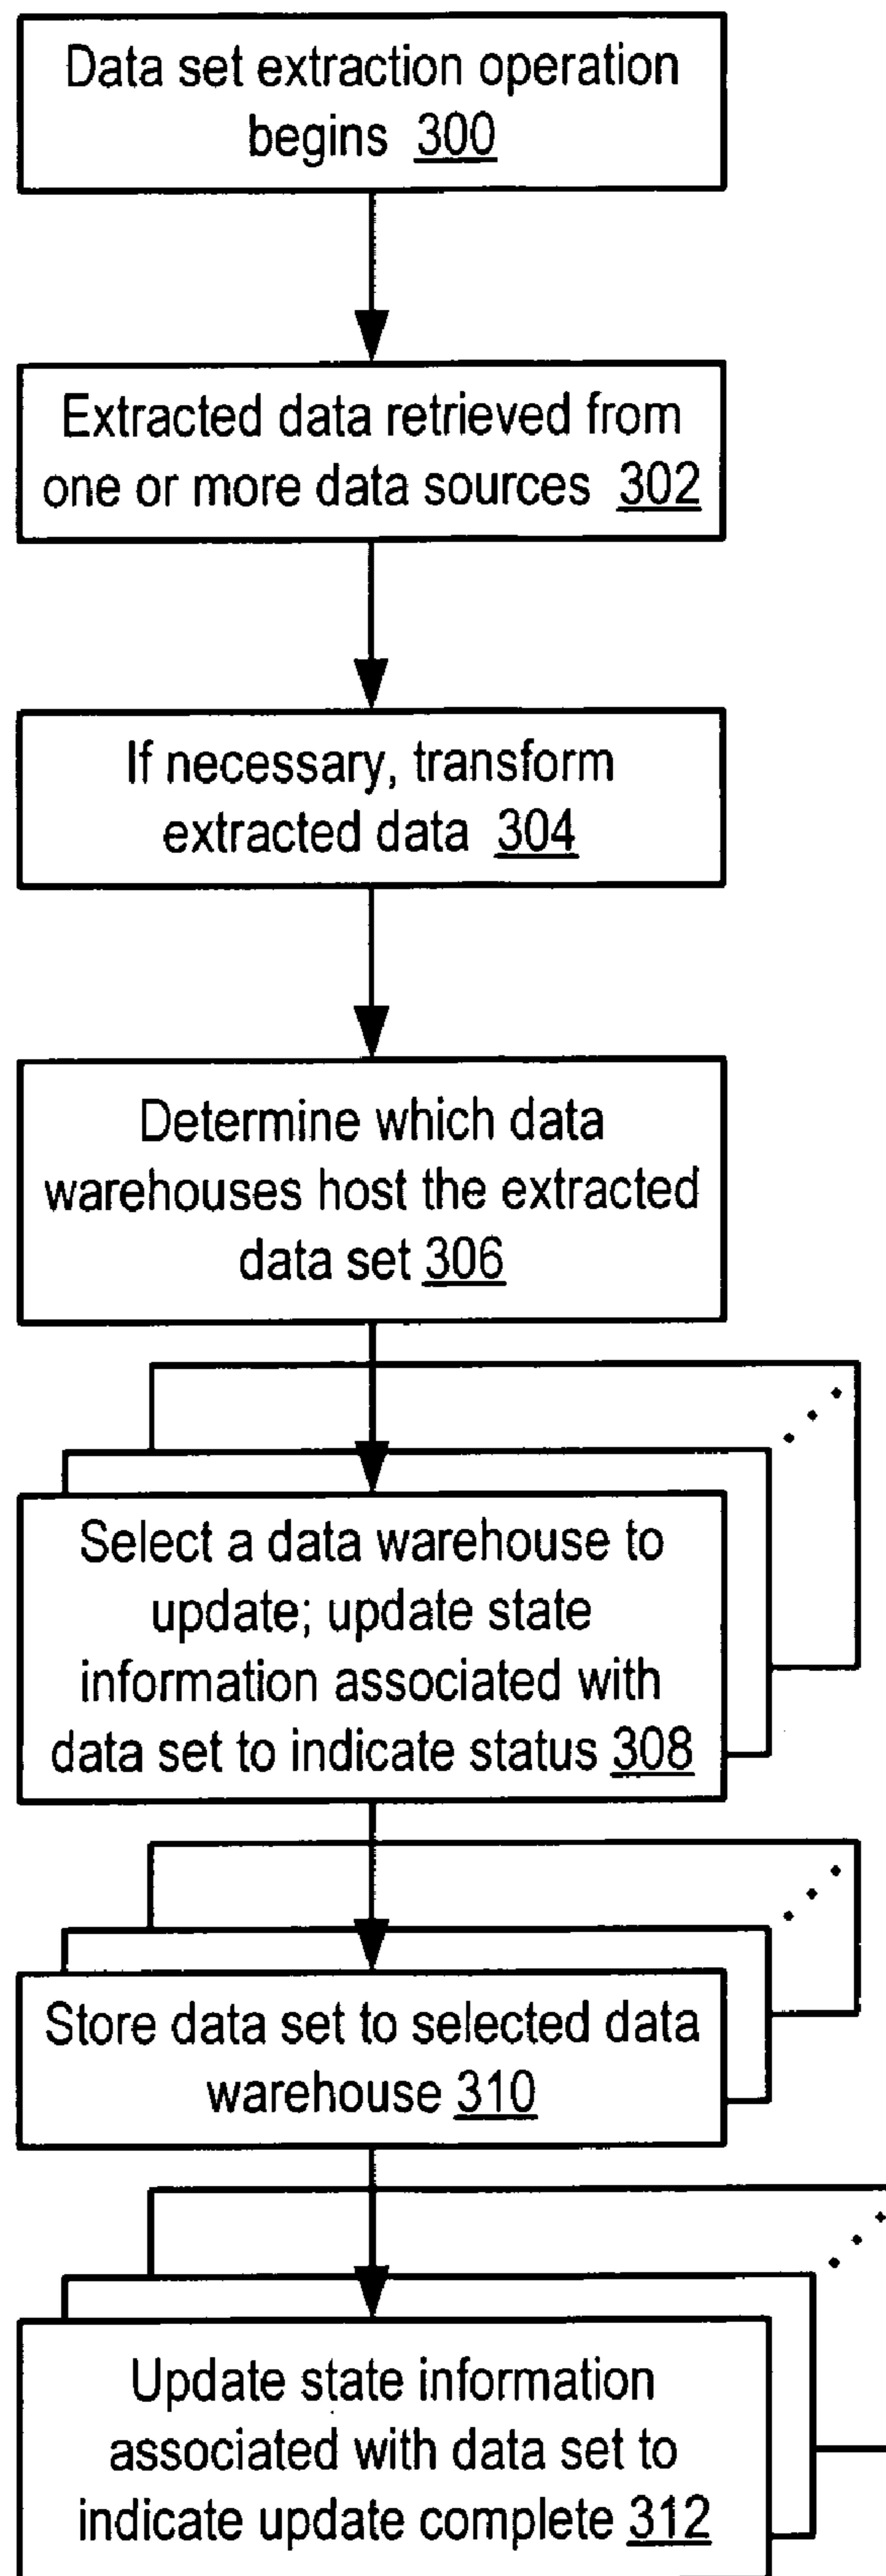 Data set extraction operation
begins 300
Extracted data retrieved from
one or more data sources 302
If necessary, transform
extracted data 304
Determine which data
warehouses host the extracted
data set 306
Select a data warehouse to
update; update state
information associated with
data set to indicate status 308
Store data set to selected data
warehouse 310
Update state information
associated with data set to
indicate update complete 312